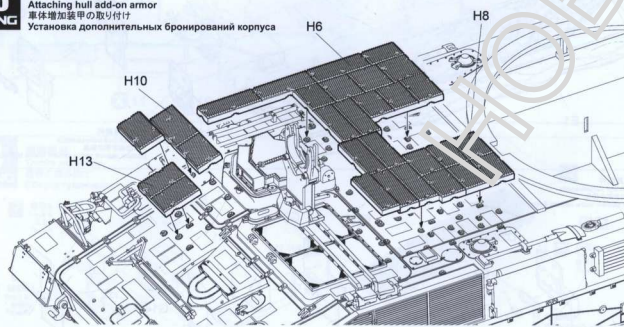 Attaching hull add-on armor
車体増加装甲の取り付け
Установка дополнительных бронирований корпуса
NG
H6
H8
H10
H13